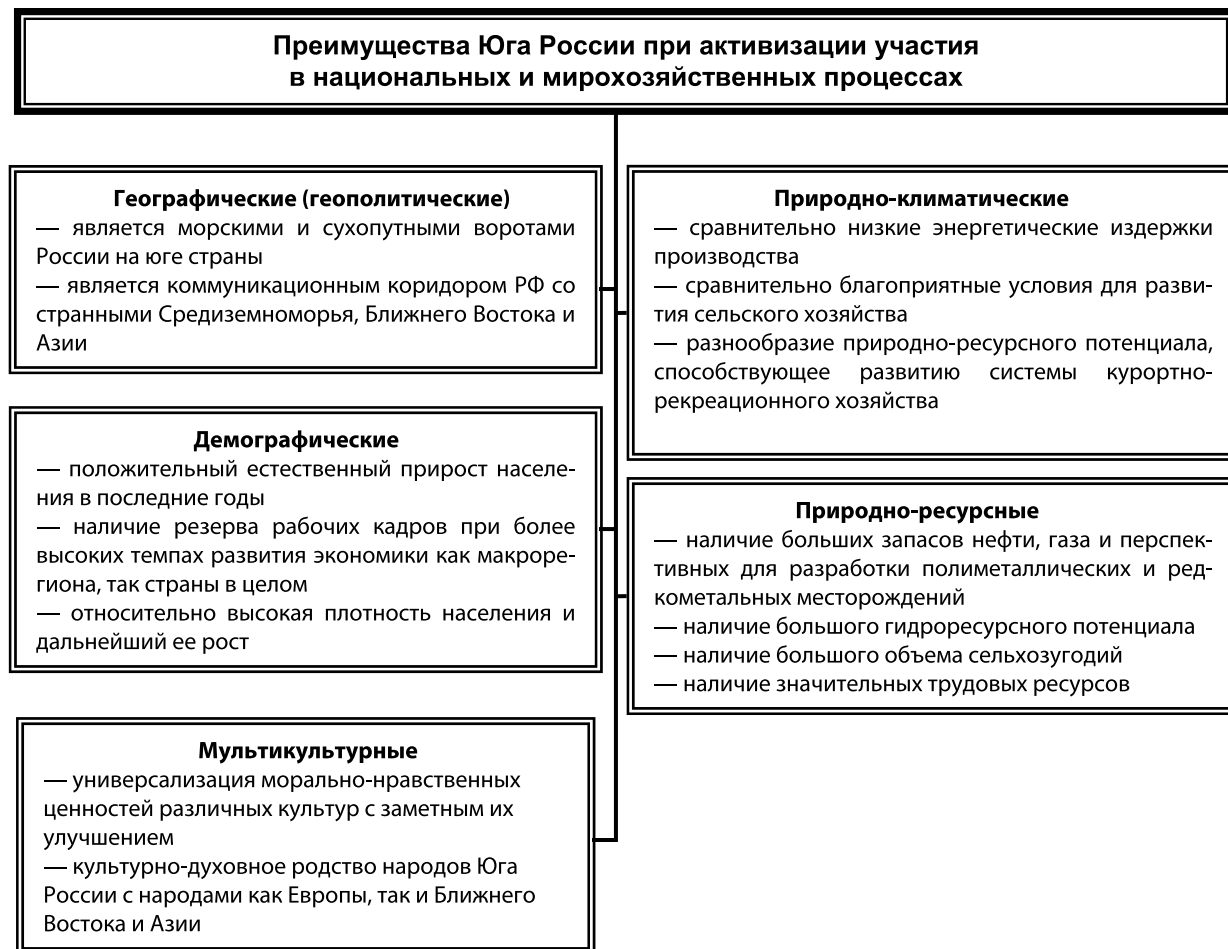 Преимущества Юга России при активизации участия
в национальных и мирохозяйственных процессах
Географические (геополитические)
— является морскими и сухопутными воротами
России на юге страны
— является коммуникационным коридором РФ со
странными Средиземноморья, Ближнего Востока и
Азии
Демографические
— положительный естественный прирост населе-
ния в последние годы
— наличие резерва рабочих кадров при более
высоких темпах развития экономики как макроре-
гиона, так страны в целом
— относительно высокая плотность населения и
дальнейший ее рост
Мультикультурные
— универсализация морально-нравственных
ценностей различных культур с заметным их
улучшением
— культурно-духовное родство народов Юга
России с народами как Европы, так и Ближнего
Востока и Азии
Природно-климатические
— сравнительно низкие энергетические издержки
производства
— сравнительно благоприятные условия для разви-
тия сельского хозяйства
— разнообразие природно-ресурсного потенциала,
способствующее развитию системы курортно-
рекреационного хозяйства
Природно-ресурсные
— наличие больших запасов нефти, газа и перспек-
тивных для разработки полиметаллических и ред-
кометальных месторождений
— наличие большого гидроресурсного потенциала
— наличие большого объема сельхозугодий
— наличие значительных трудовых ресурсов